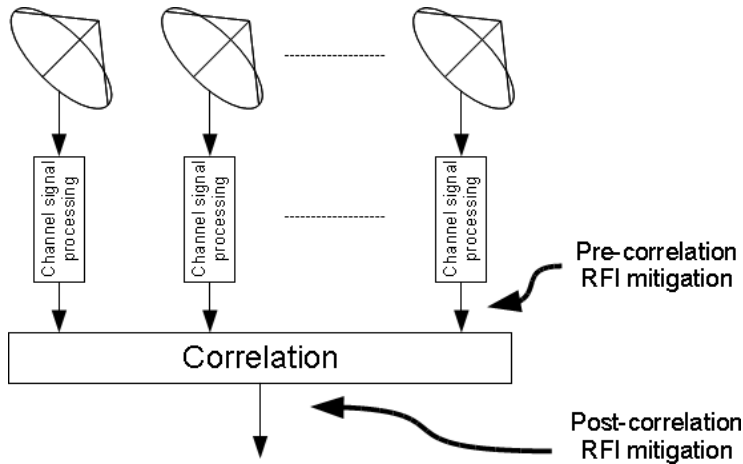 Channel signal
processing
Channel signal
processing
Channel signal
processing
Pre-correlation
RFI mitigation
Correlation
Post-correlation
RFI mitigation